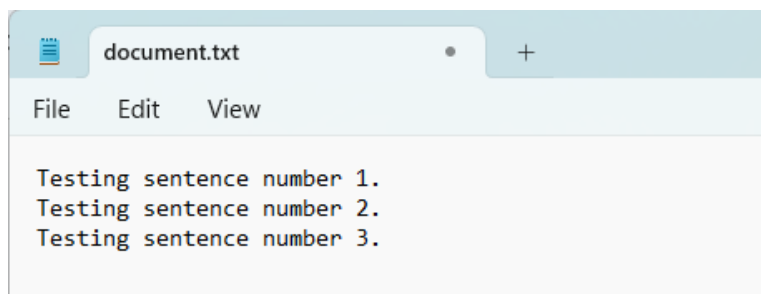 document.txt
File Edit View
Testing sentence number 1.
Testing sentence number 2.
Testing sentence number 3.